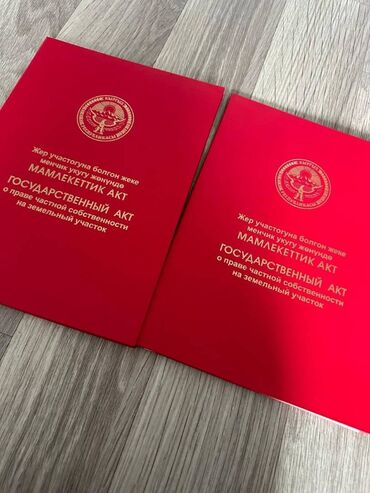 Жер участогуна болгон жеке
менчик укугу жөнүндө
МАМЛЕКЕТТИК АКТ
ГОСУДАРСТВЕННЫЙ АКТ
о праве частной собственности
на земельный участок
Жер участогуна болгон жеке
менчик укугу жөнүндө
МАМЛЕКЕТТИК АКТ
ГОСУДАРСТВЕННЫЙ АКТ
о праве частной собственности
на земельный участок